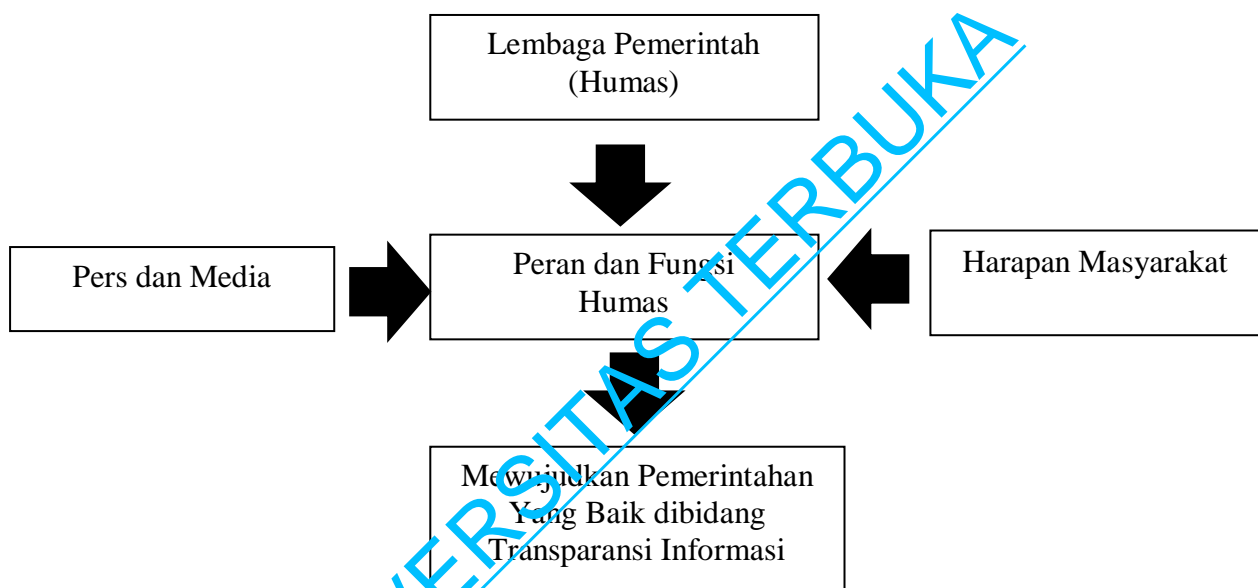 Lembaga Pemerintah
(Humas)
Pers dan Media
Peran dan Fungsi
Humas
Harapan Masyarakat
Mewujudkan Pemerintahan
Yang Baik dibidang
Transparansi Informasi
VERSITAS TERBUKA